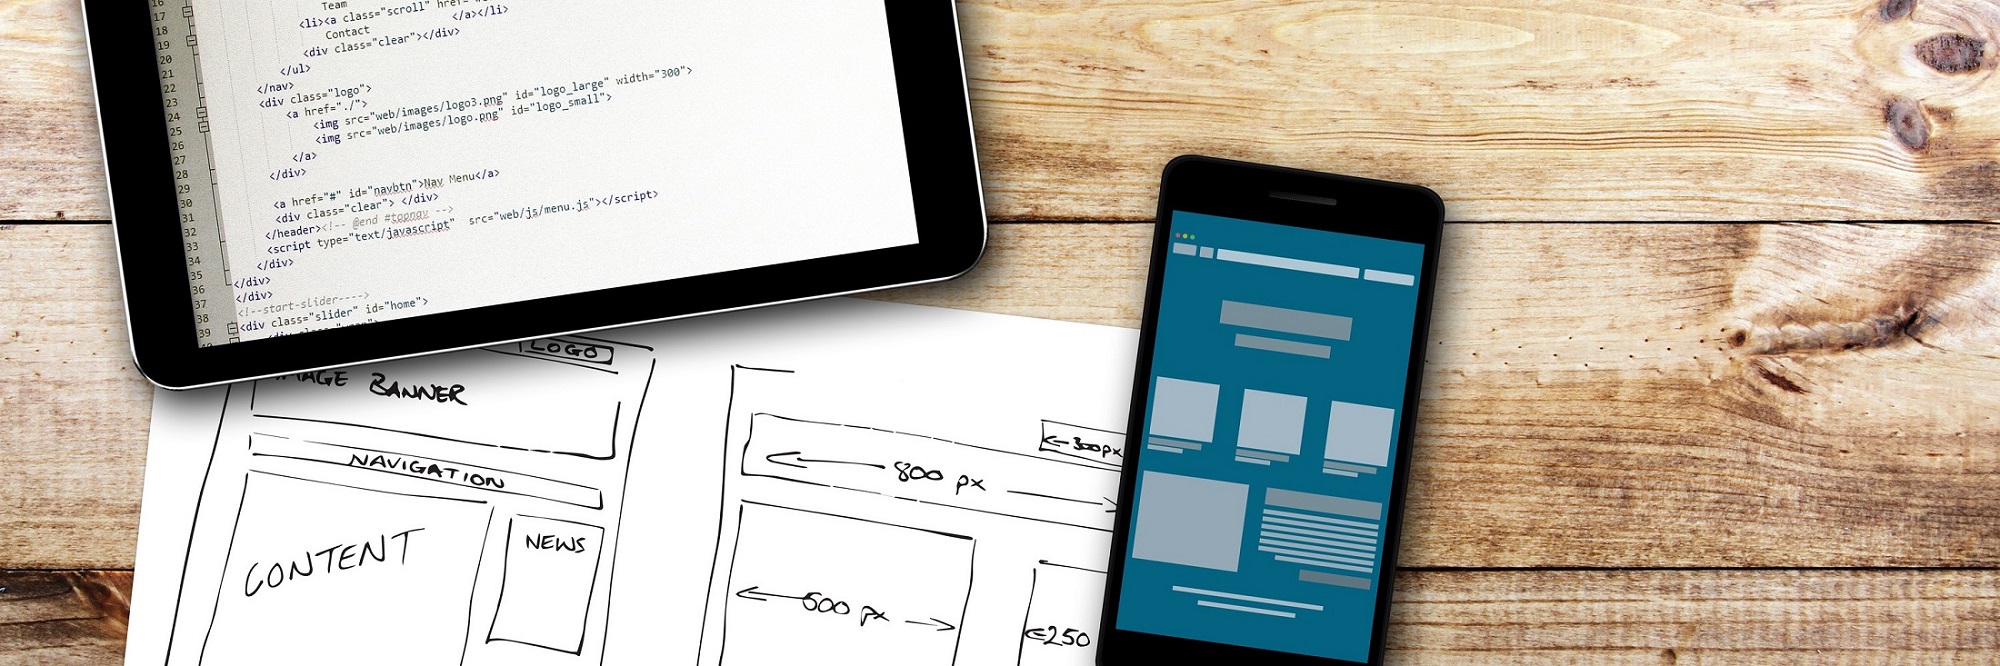 17
18
19
20
21
22
23
24
25
26
27
28
29
30
31
32
33
34
35
36
37
38
39
Team
<li><a class="scroll" href="
Contact </a></li>
<div class="clear"></div>
</ul>
</nav>
<div class="logo">
<a href="./">
<img src="web/images/logo3.png" id="logo_large" width="300">
<img src="web/images/logo.png" id="logo_small">
</a>
</div>
<a href="#" id="navbtn">Nav Menu</a>
<div class="clear"> </div>
</header><!-- @end #topnav -->
<script type="text/javascript" src="web/js/menu.js"></script>
</div>
</div>
</div>
<!--start-slider---->
<div class="slider" id="home">
LOGO
IMAGE BANNER
NAVIGATION
CONTENT
NEWS
300px
800 px
600 px
250